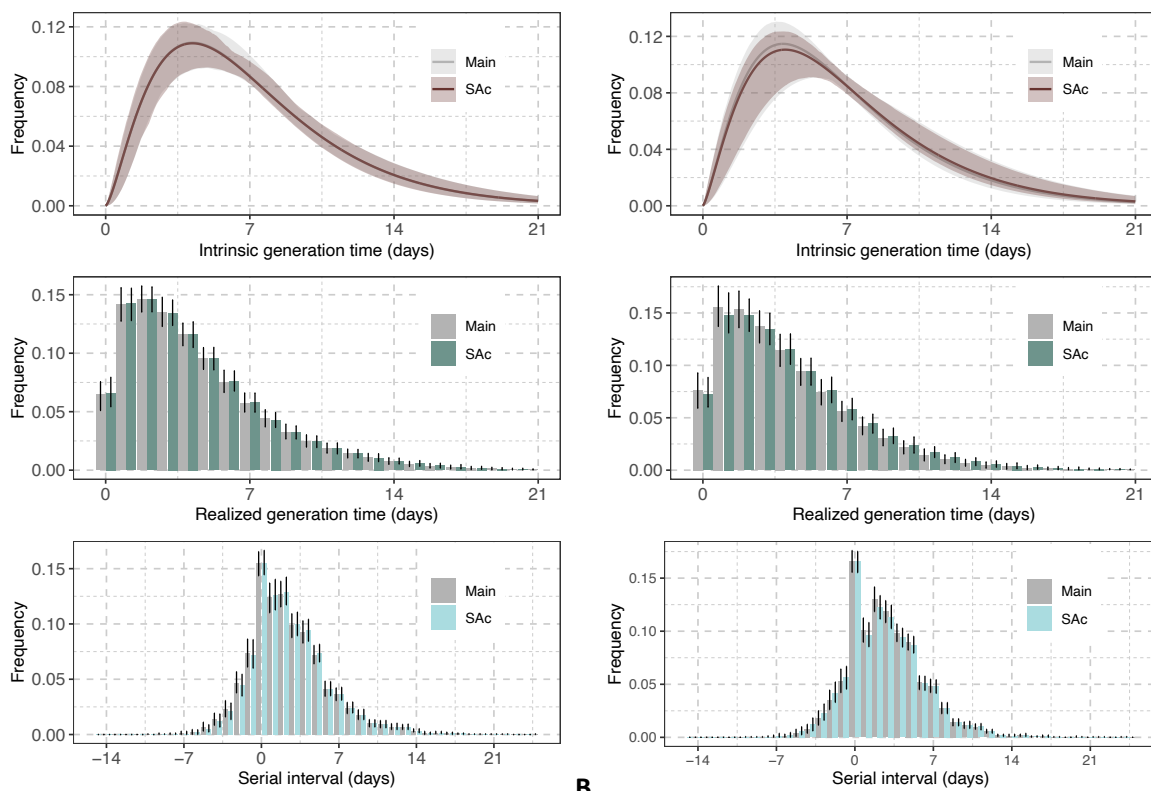 0.12
0.08
0.04
0.00
Frequency
Main
SAc
0 7 14 21
Intrinsic generation time (days)
0.12
0.08
0.04
0.00
Frequency
Main
SAc
0 7 14 21
Intrinsic generation time (days)
0.15
0.10
0.05
0.00
Frequency
Main
SAc
0 7 14 21
Realized generation time (days)
0.15
0.10
0.05
0.00
Frequency
Main
SAc
0 7 14 21
Realized generation time (days)
0.15
0.10
0.05
0.00
Frequency
Main
SAc
−14 −7 0 7 14 21
Serial interval (days)
0.15
0.10
0.05
0.00
Frequency
Main
SAc
−14 −7 0 7 14 21
Serial interval (days)